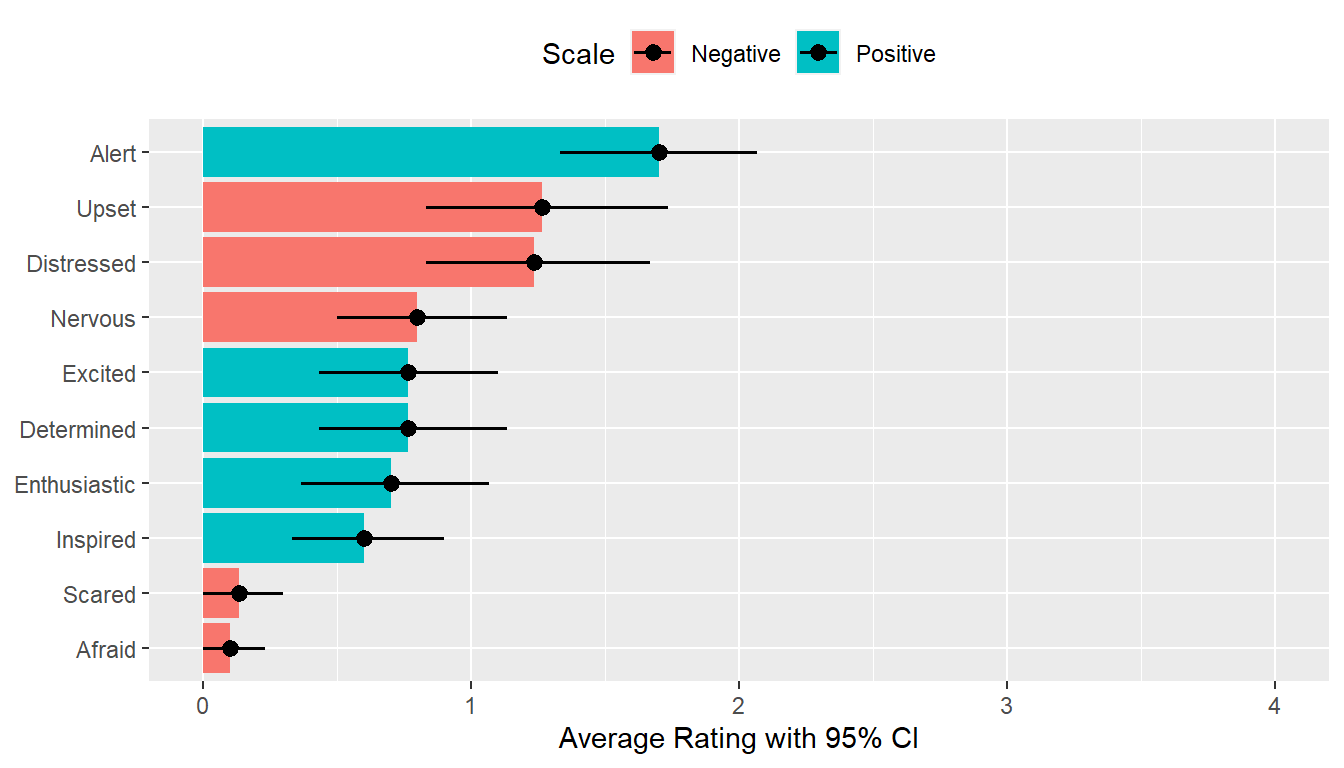 Scale Negative Positive
Alert
Upset
Distressed
Nervous
Excited
Determined
Enthusiastic
Inspired
Scared
Afraid
0 1 2 3 4
Average Rating with 95% CI